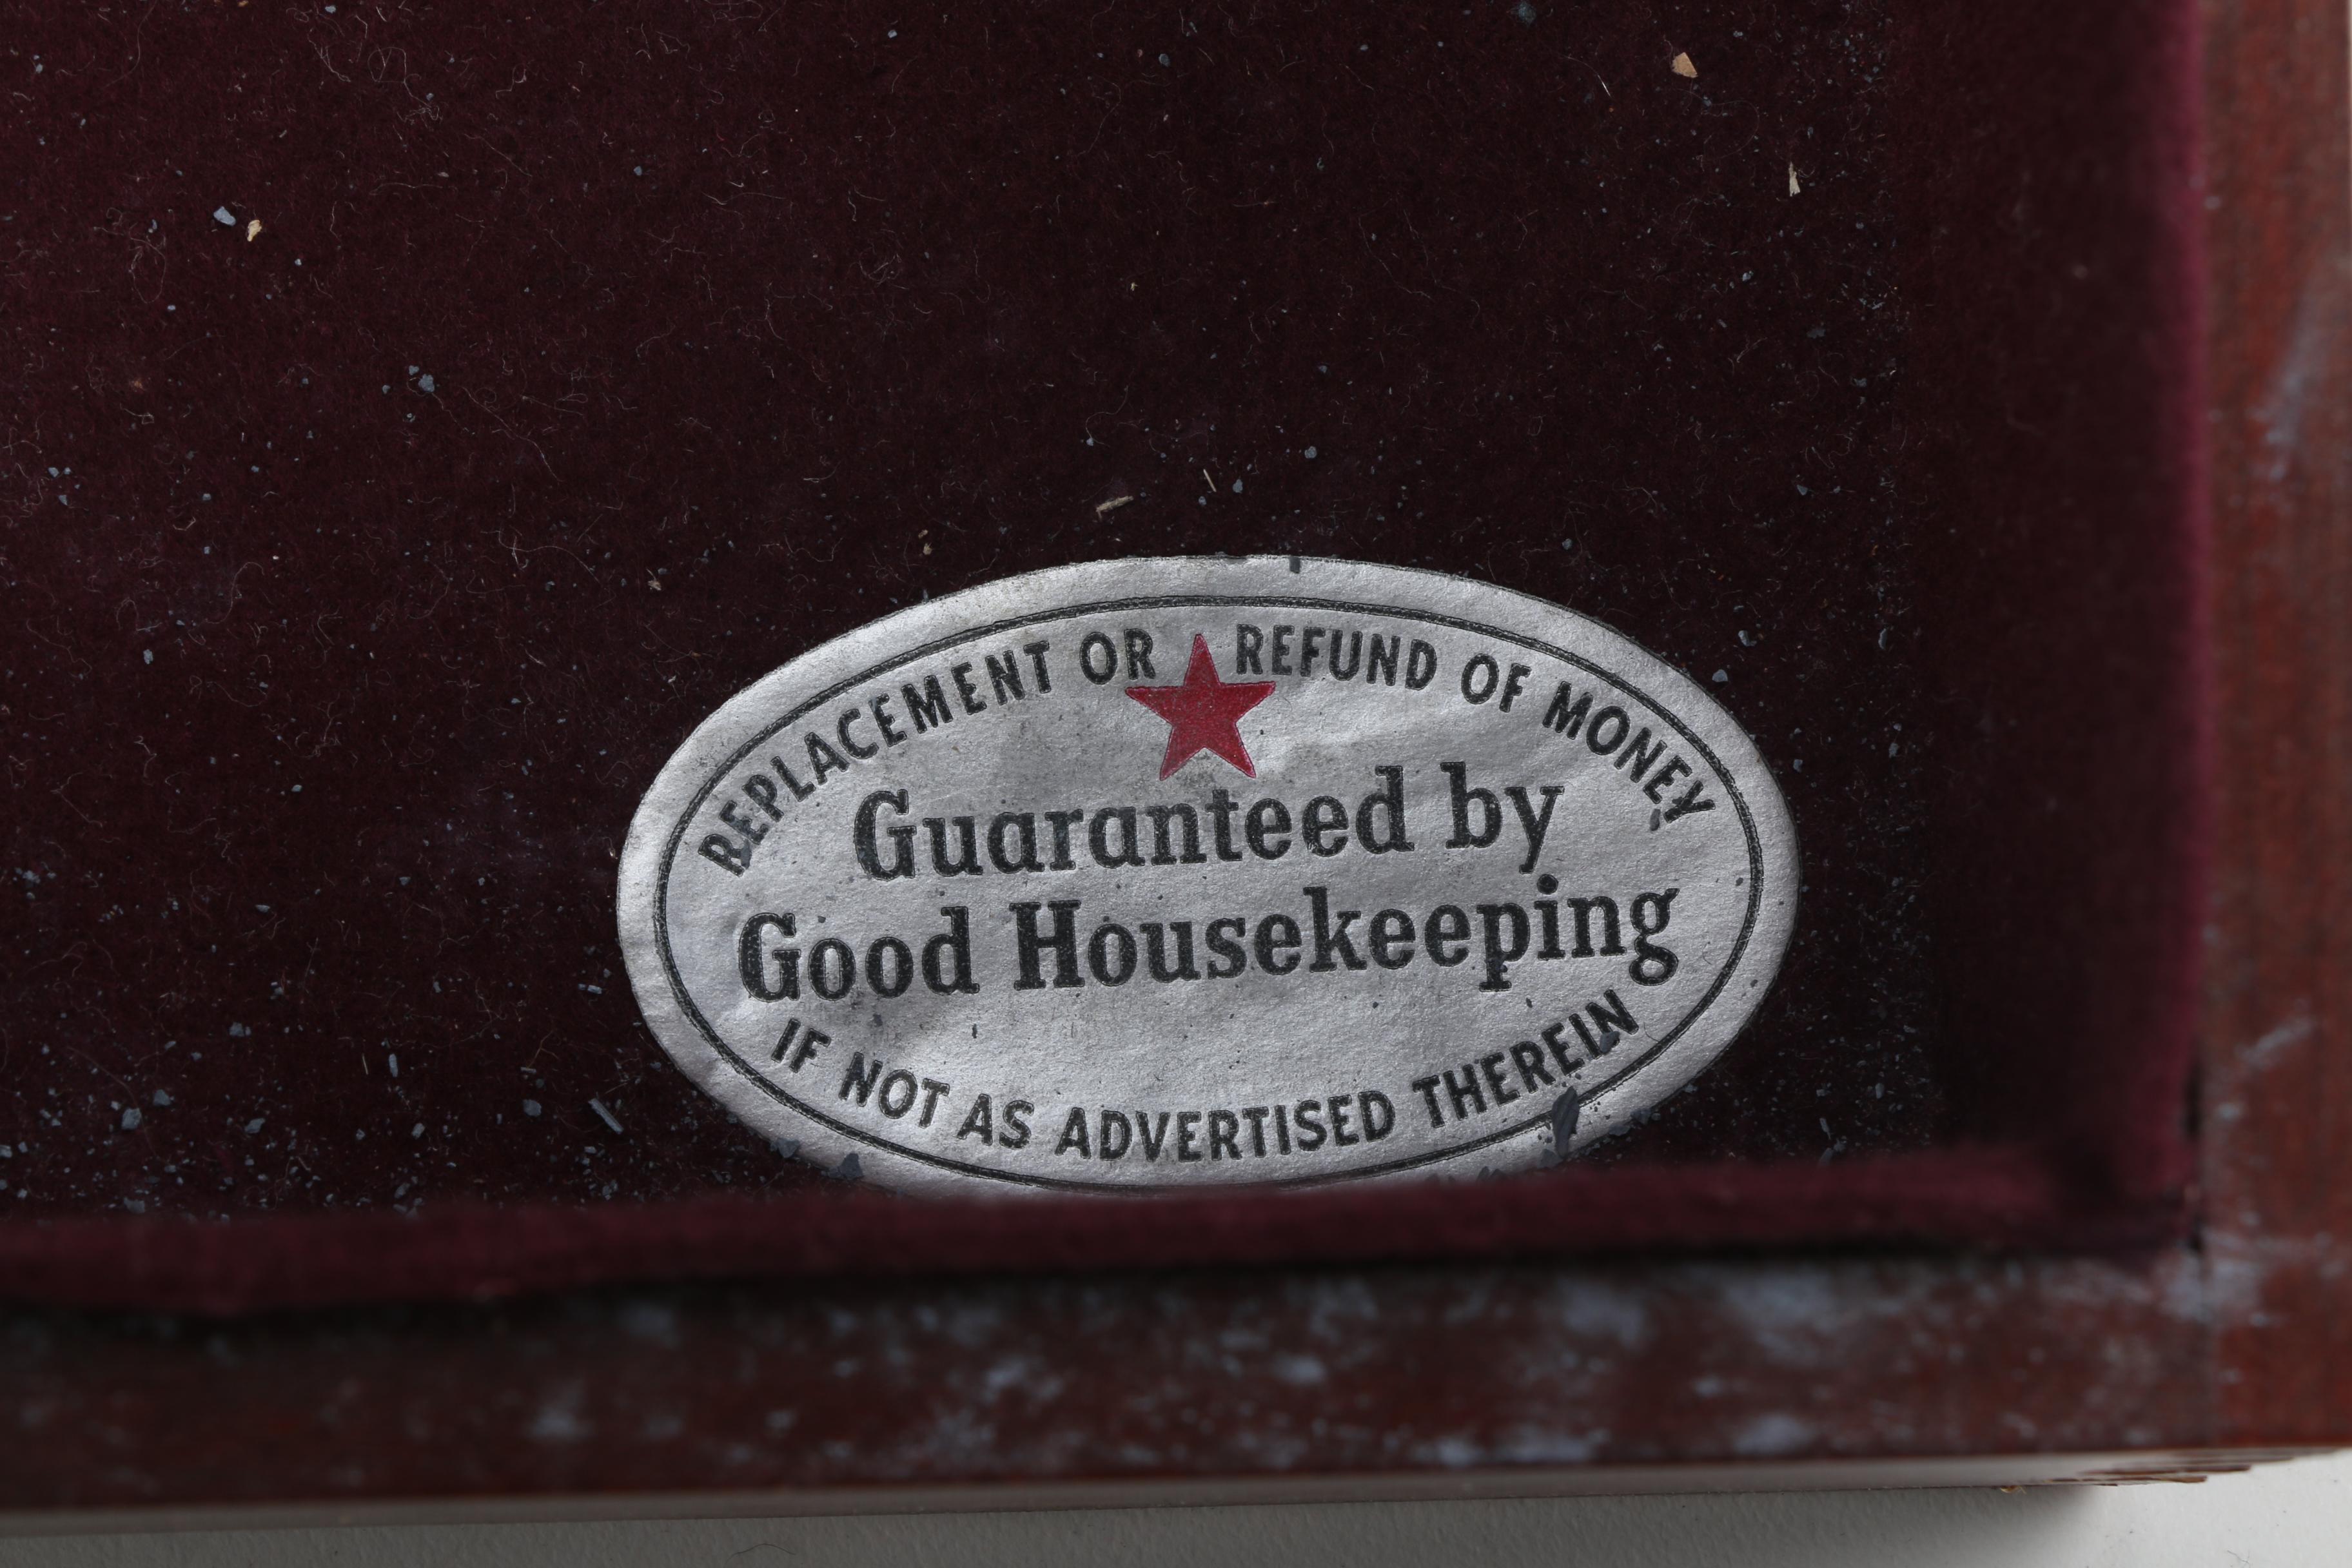 REPLACEMENT OR REFUND OF MONEY
Guaranteed by
Good Housekeeping
IF NOT AS ADVERTISED THEREIN